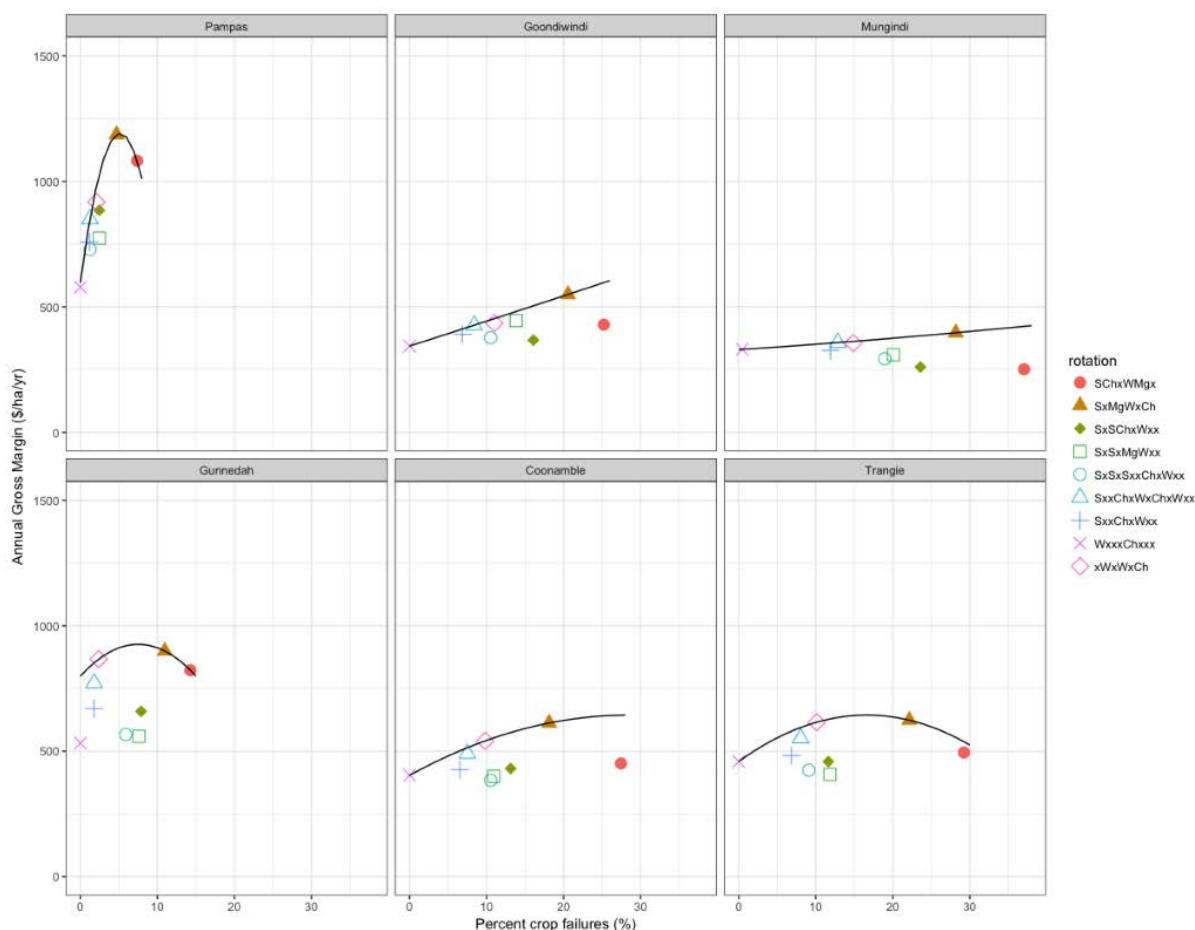 Pampas
Goondiwindi
Mungindi
1500
1000
500
0
Gunnedah
Coonamble
Trangie
1500
1000
500
0
0
10
20
30
0
10
20
30
0
10
20
30
Annual Gross Margin ($/ha/yr)
Percent crop failures (%)
rotation
SChxWMgx
SxMgWxCh
SxSChxWxx
SxSxMgWxx
SxSxSxxChxWxx
SxxChxWxChxWxx
SxxChxWxx
WxxxChxxx
xWxWxCh